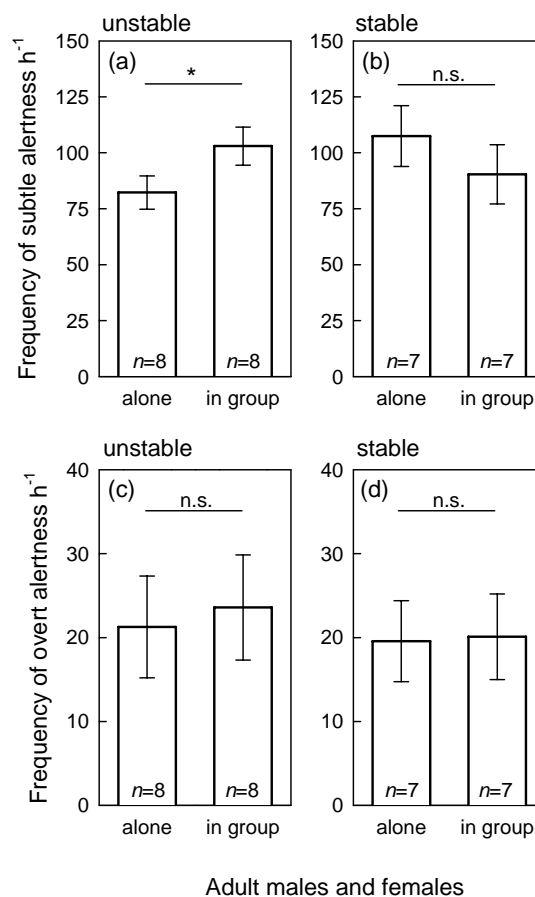 unstable
stable
Frequency of subtle alertness h⁻¹
150
125
100
75
50
25
0
(a)
*
n=8
n=8
alone
in group
150
125
100
75
50
25
0
(b)
n.s.
n=7
n=7
alone
in group
unstable
stable
Frequency of overt alertness h⁻¹
40
30
20
10
0
(c)
n.s.
n=8
n=8
alone
in group
40
30
20
10
0
(d)
n.s.
n=7
n=7
alone
in group
Adult males and females